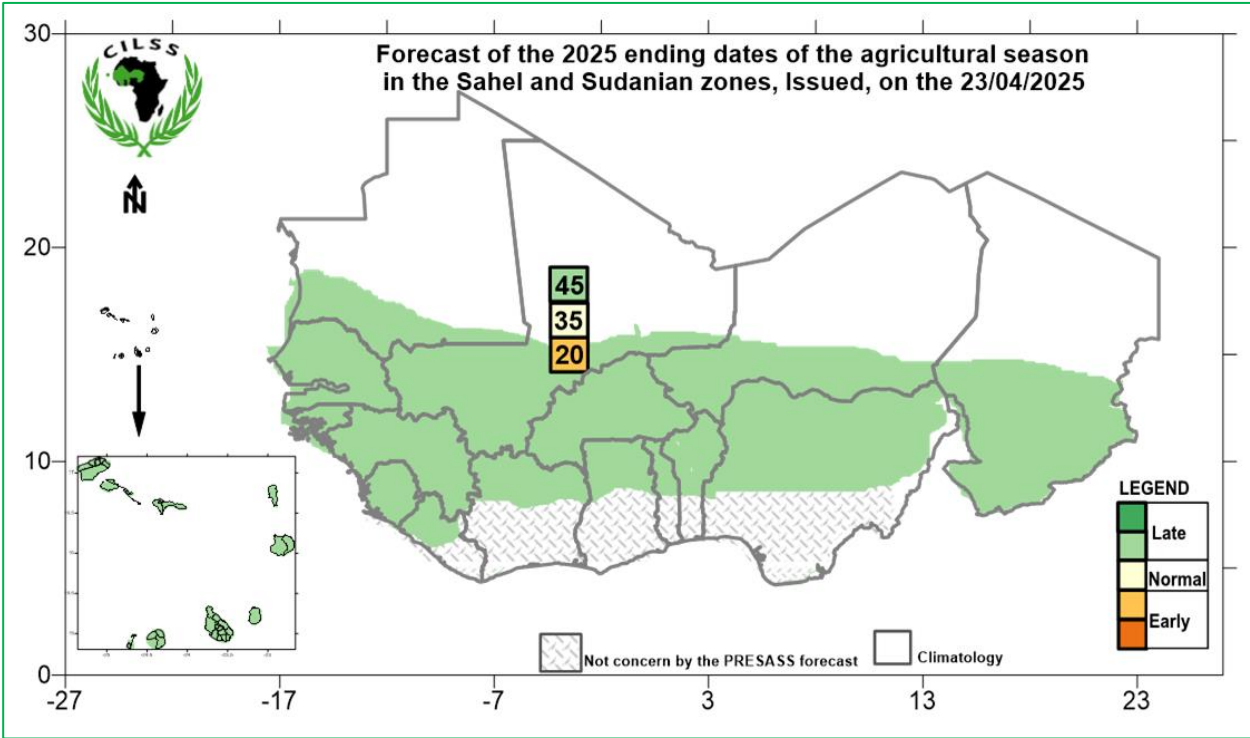 CILSS
Forecast of the 2025 ending dates of the agricultural season
in the Sahel and Sudanian zones, Issued, on the 23/04/2025
30
20
10
0
N
45
35
20
LEGEND
Late
Normal
Early
Not concern by the PRESASS forecast
Climatology
-27
-17
-7
3
13
23